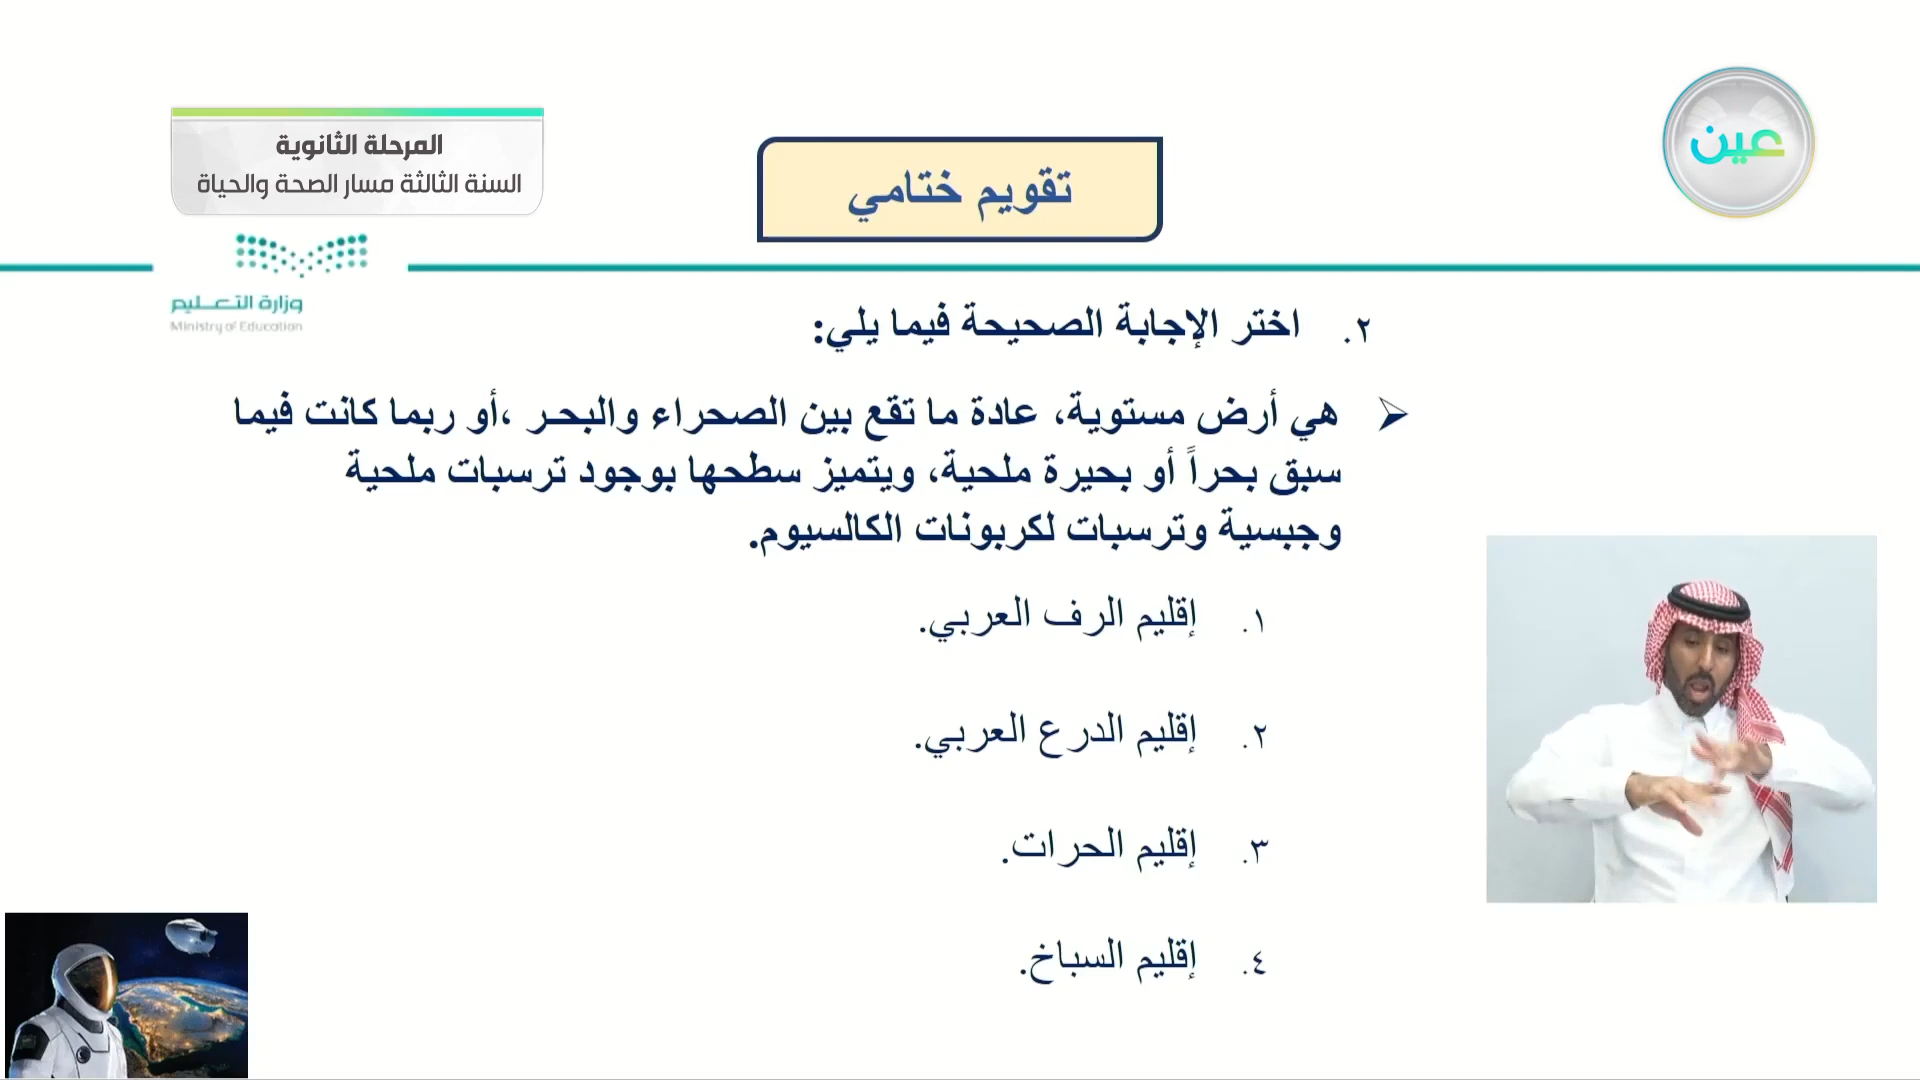 المرحلة الثانوية
السنة الثالثة مسار الصحة والحياة
عين
تقويم ختامي
وزارة التعليم
Ministry of Education
٢. اختر الإجابة الصحيحة فيما يلي:
هي أرض مستوية، عادة ما تقع بين الصحراء والبحر ،أو ربما كانت فيما
سبق بحراً أو بحيرة ملحية، ويتميز سطحها بوجود ترسبات ملحية
وجبسية وترسبات لكربونات الكالسيوم.
١. إقليم الرف العربي.
٢. إقليم الدرع العربي.
٣. إقليم الحرات.
٤. إقليم السباخ.